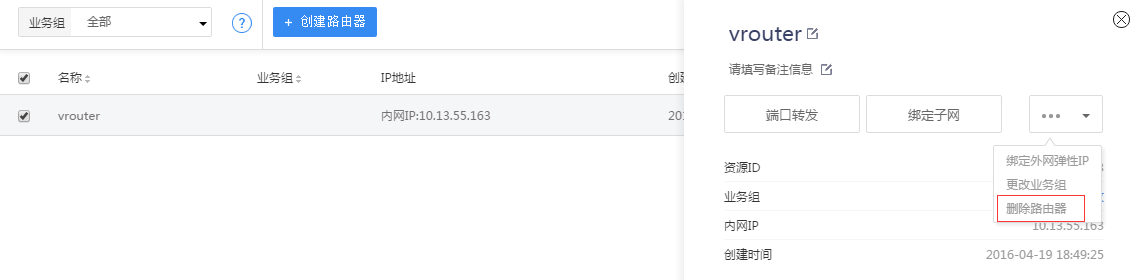 业务组 全部
?
+ 创建路由器
名称 业务组 IP地址 创
vrouter 内网IP:10.13.55.163 20
vrouter
请填写备注信息
端口转发 绑定子网
绑定外网弹性IP
更改业务组
删除路由器
资源ID
业务组
内网IP 10.13.55.163
创建时间 2016-04-19 18:49:25